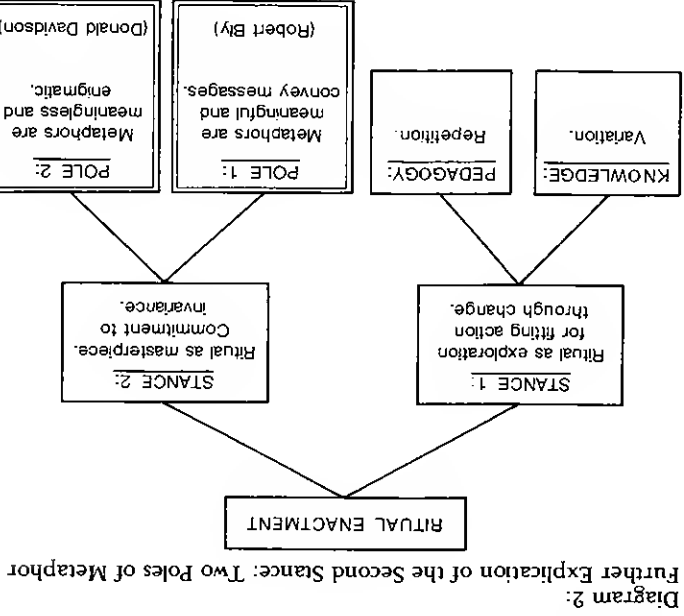 Diagram 2:
Further Explication of the Second Stance: Two Poles of Metaphor
RITUAL ENACTMENT
STANCE 1:
Ritual as exploration
for fitting action
through change.
STANCE 2:
Ritual as masterpiece.
Commitment to
invariance.
KNOWLEDGE:
Variation.
PEDAGOGY:
Repetition.
POLE 1:
Metaphors are
meaningful and
convey messages.
(Robert Bly)
POLE 2:
Metaphors are
meaningless and
enigmatic.
(Donald Davidson)